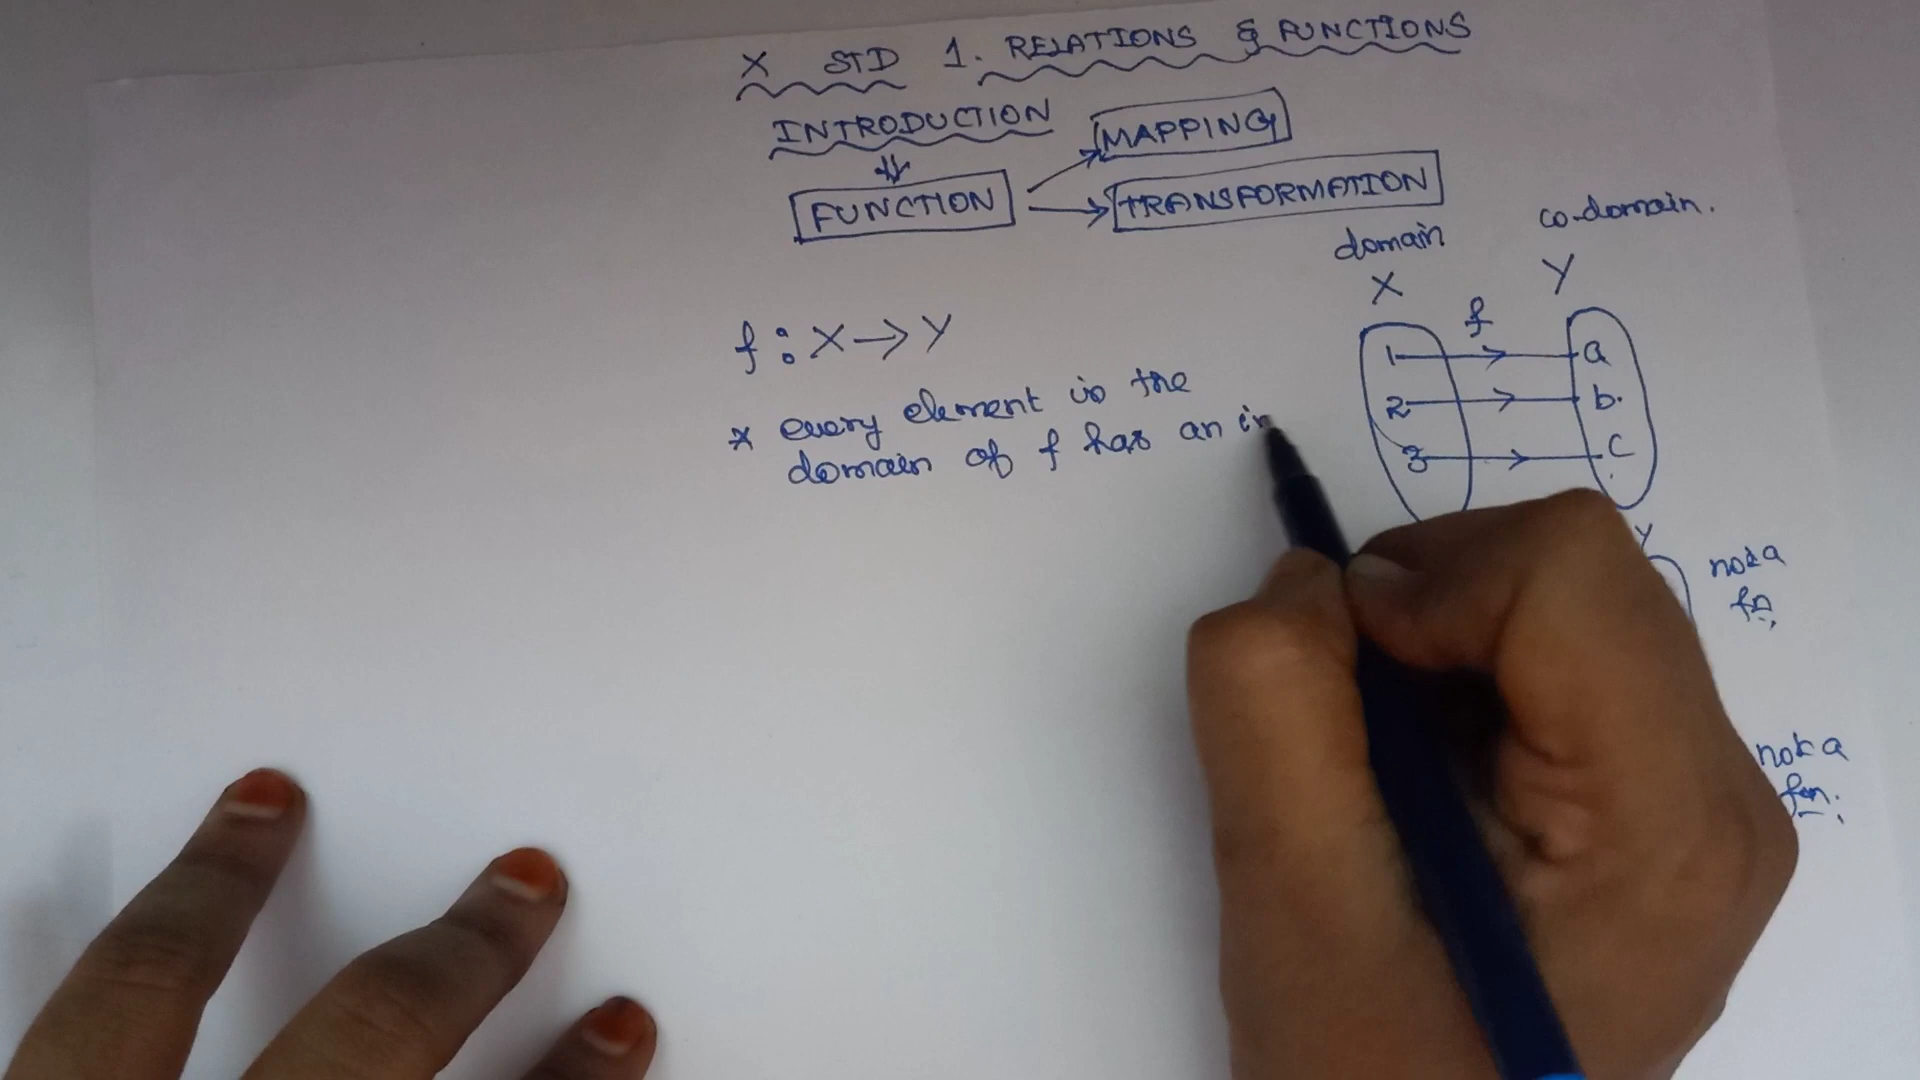 X STD 1. RELATIONS & FUNCTIONS
INTRODUCTION
MAPPING
FUNCTION
TRANSFORMATION
domain
co-domain.
X
Y
f
f : X → Y
1
a
2
b.
3
c
* every element in the
domain of f has an in
Y
not a
fn.
not a
fn.